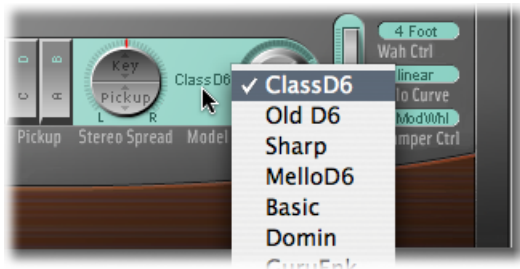 4 Foot
Wah Ctrl
D B
Key
C A
Pickup
ClassD6
linear
Curve
L R
ModWhl
Pickup Stereo Spread Model
Ctrl
✓ ClassD6
Old D6
Sharp
MelloD6
Basic
Domin